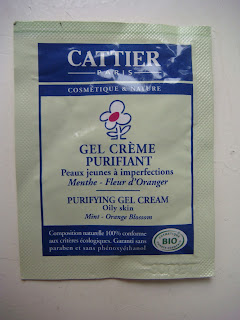 CATTIER
PARIS
COSMÉTIQUE & NATURE
GEL CRÈME
PURIFIANT
Peaux jeunes à imperfections
Menthe - Fleur d'Oranger
PURIFYING GEL CREAM
Oily skin
Mint - Orange Blossom
Composition naturelle 100% conforme
aux critères écologiques. Garanti sans
paraben et sans phénoxyéthanol
BIO